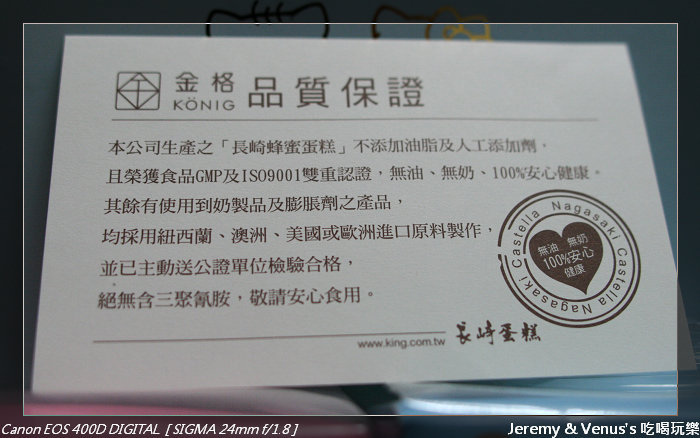 金格
KÖNIG
品質保證
本公司生產之「長崎蜂蜜蛋糕」不添加油脂及人工添加劑，
且榮獲食品GMP及ISO9001雙重認證，無油、無奶、100%安心健康。
其餘有使用到奶製品及膨脹劑之產品，
均採用紐西蘭、澳洲、美國或歐洲進口原料製作，
並已主動送公證單位檢驗合格，
絕無含三聚氰胺，敬請安心食用。
Castella Nagasaki Castella Nagasaki
無油 無奶
100%安心
健康
www.king.com.tw 長崎蛋糕
Canon EOS 400D DIGITAL [ SIGMA 24mm f/1.8 ]
Jeremy & Venus's 吃喝玩樂